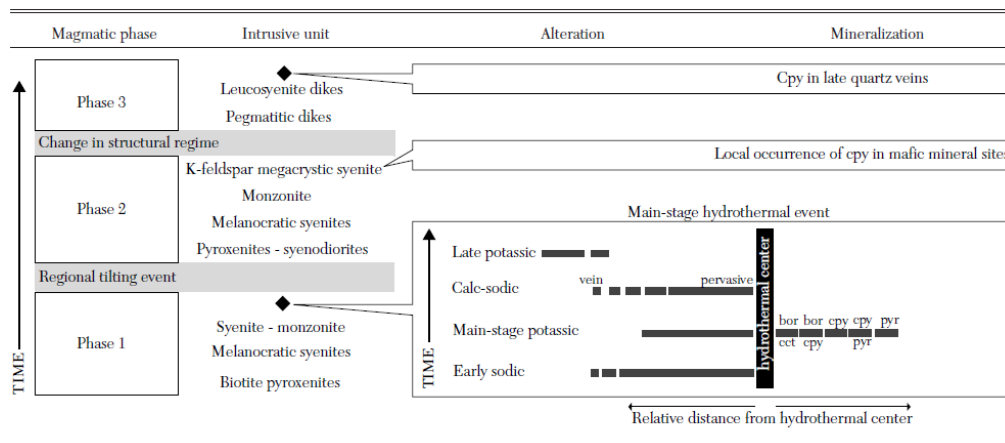 Magmatic phase Intrusive unit Alteration Mineralization
Phase 3
Leucosyenite dikes
Pegmatitic dikes
Cpy in late quartz veins
Change in structural regime
Phase 2
K-feldspar megacrystic syenite
Monzonite
Melanocratic syenites
Pyroxenites - syenodiorites
Local occurrence of cpy in mafic mineral sites
Regional tilting event
Phase 1
Syenite - monzonite
Melanocratic syenites
Biotite pyroxenites
TIME
Main-stage hydrothermal event
Late potassic
vein pervasive
Calc-sodic
Main-stage potassic
Early sodic
TIME
hydrothermal center
bor bor cpy cpy pyr
cct cpy pyr
Relative distance from hydrothermal center